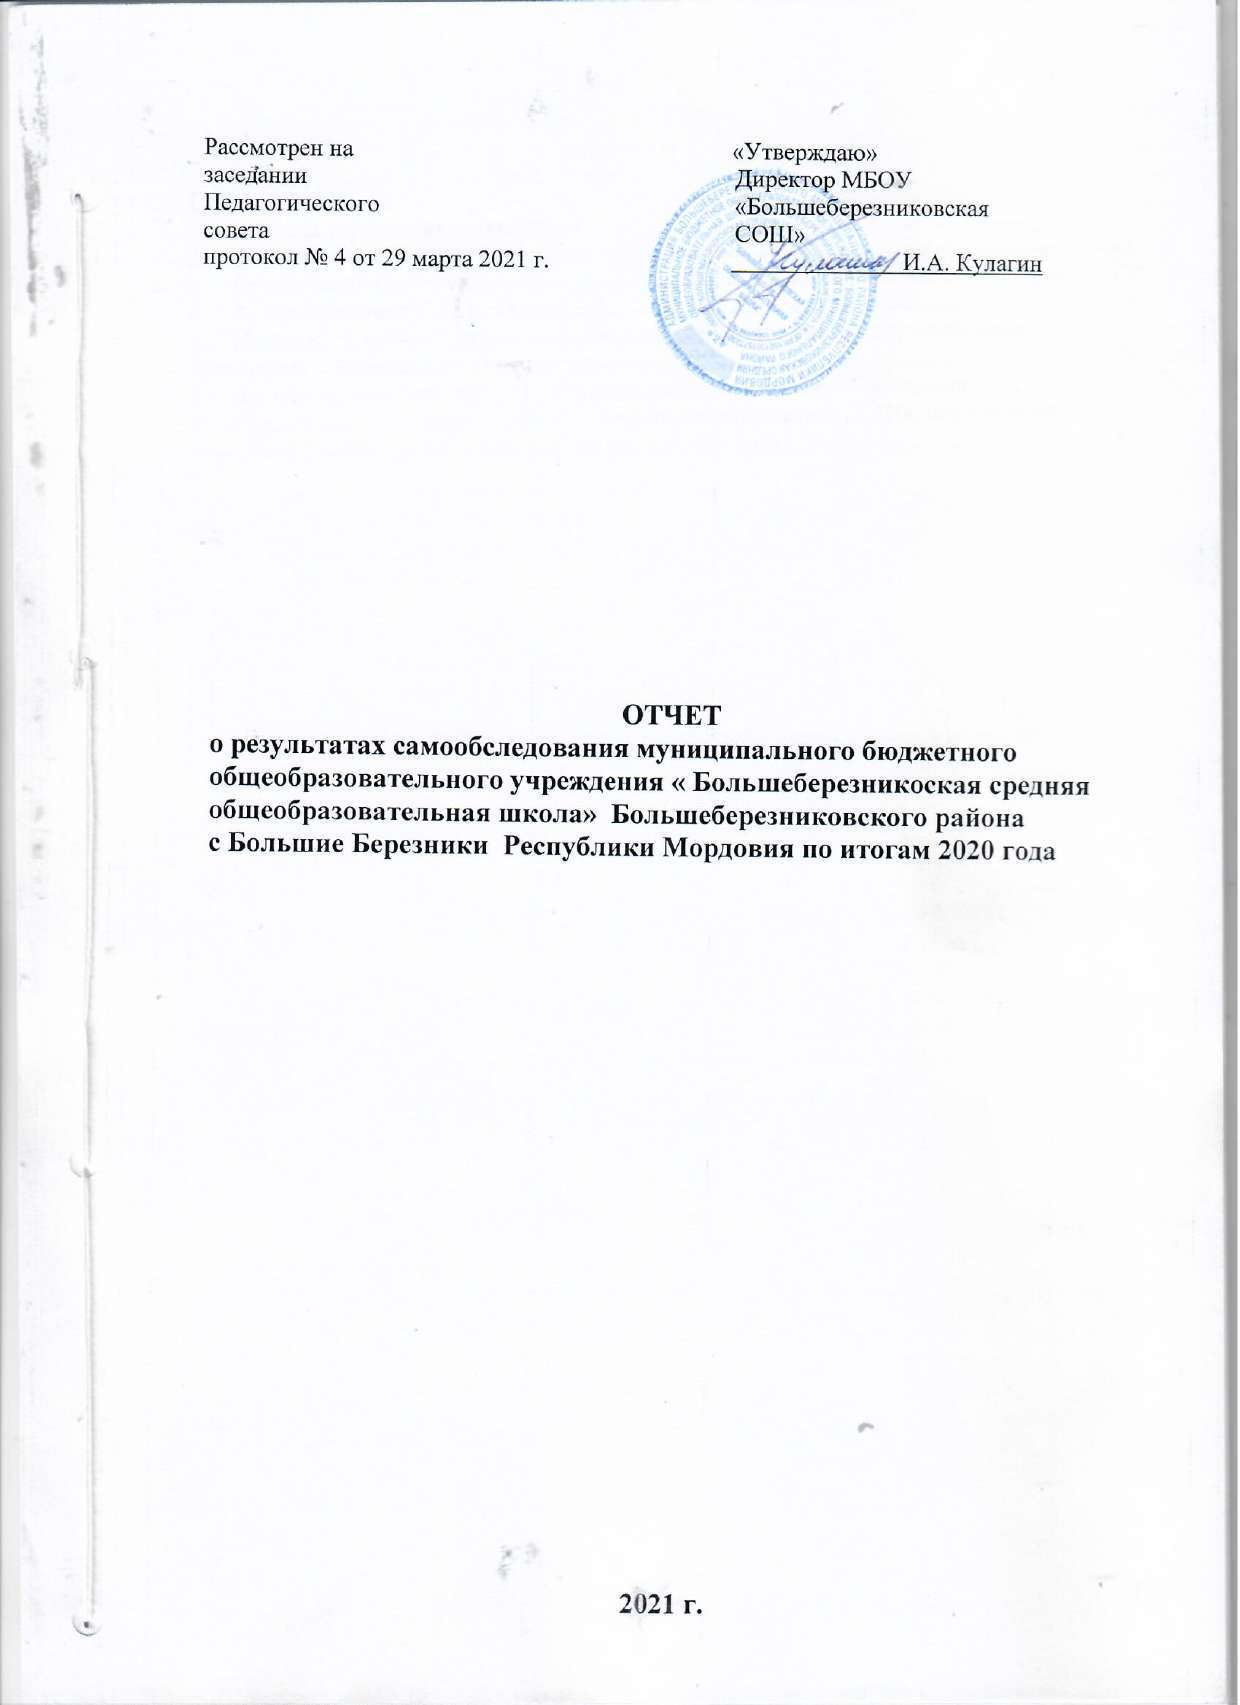 Рассмотрен на
заседании
Педагогического
совета
протокол № 4 от 29 марта 2021 г.
«Утверждаю»
Директор МБОУ
«Большеберезниковская
СОШ»
И.А. Кулагин
ОТЧЕТ
о результатах самообследования муниципального бюджетного
общеобразовательного учреждения « Большеберезникоская средняя
общеобразовательная школа» Большеберезниковского района
с Большие Березники Республики Мордовия по итогам 2020 года
2021 г.